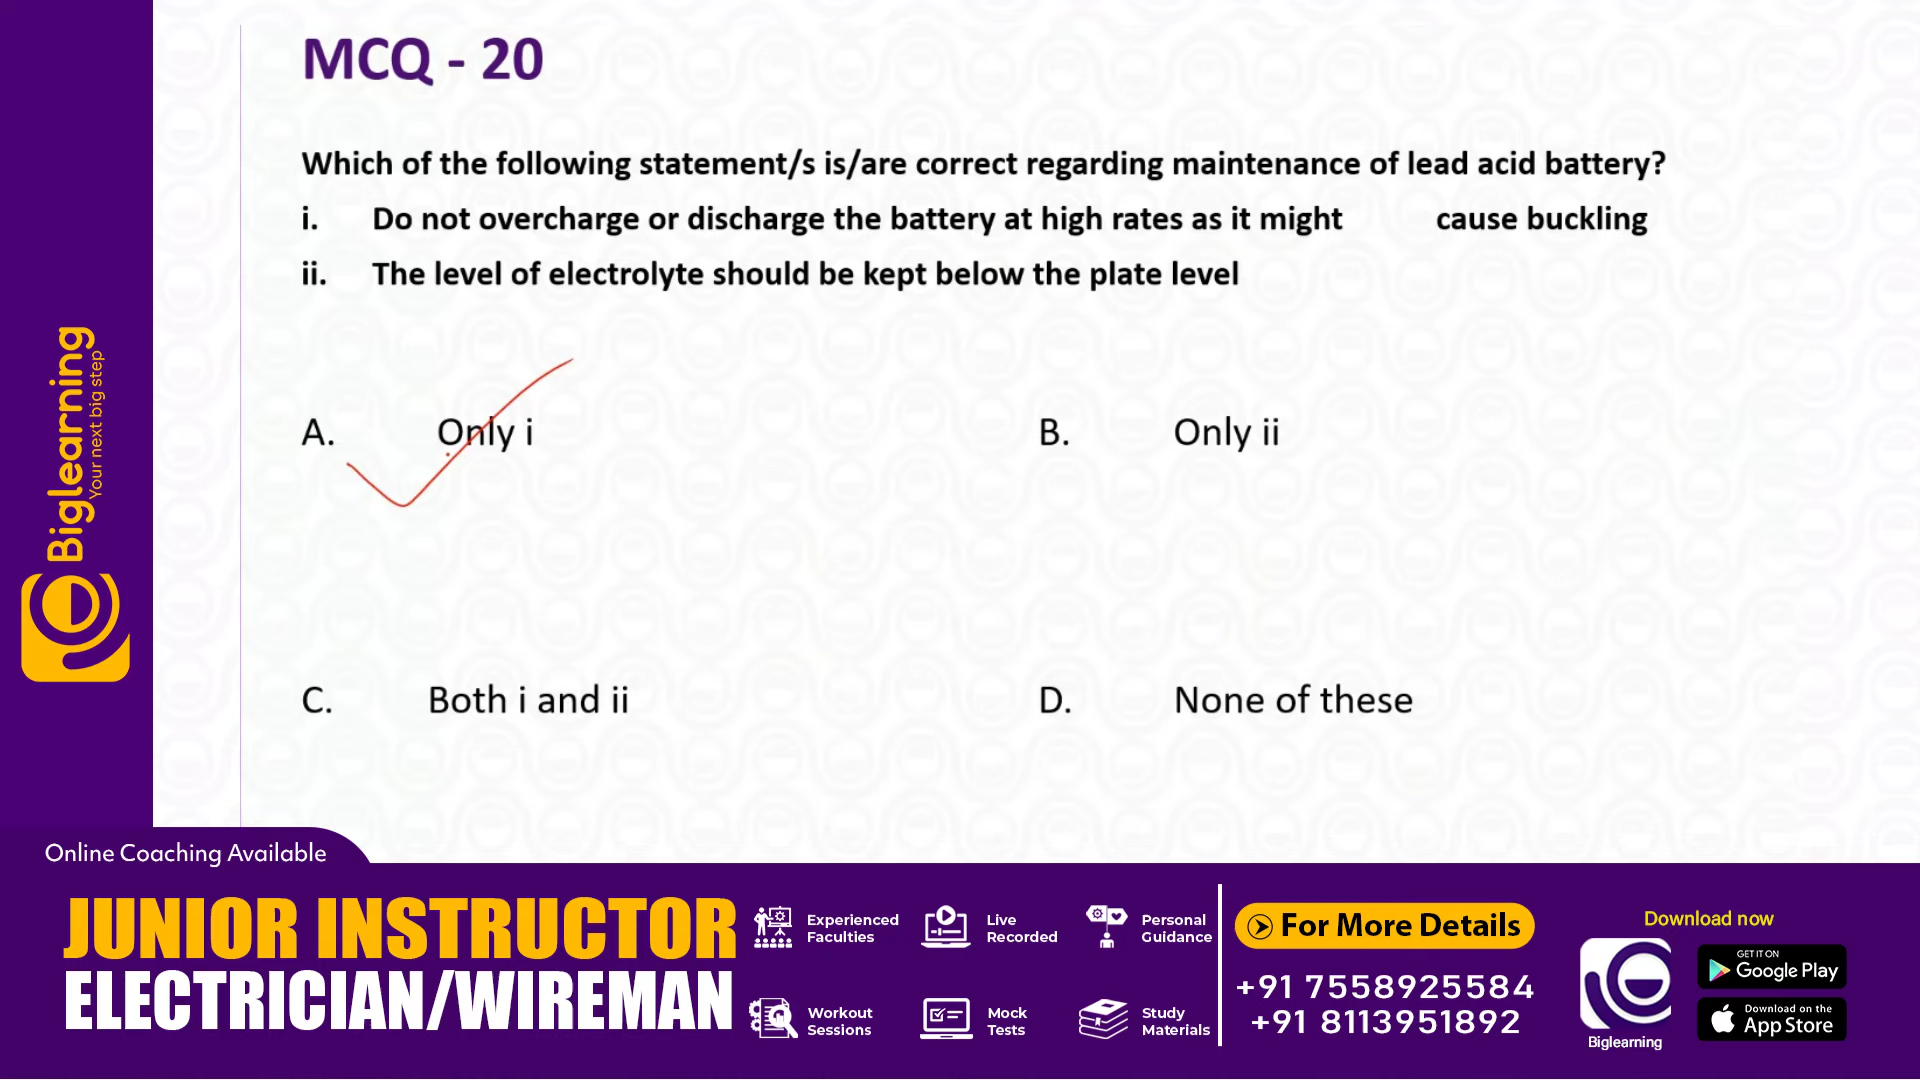 MCQ - 20
Which of the following statement/s is/are correct regarding maintenance of lead acid battery?
i. Do not overcharge or discharge the battery at high rates as it might cause buckling
ii. The level of electrolyte should be kept below the plate level
A. Only i
B. Only ii
C. Both i and ii
D. None of these
Biglearning
Your next big step
Online Coaching Available
JUNIOR INSTRUCTOR
ELECTRICIAN/WIREMAN
Experienced
Faculties
Live
Recorded
Personal
Guidance
Workout
Sessions
Mock
Tests
Study
Materials
For More Details
+91 7558925584
+91 8113951892
Download now
Biglearning
GET IT ON
Google Play
Download on the
App Store